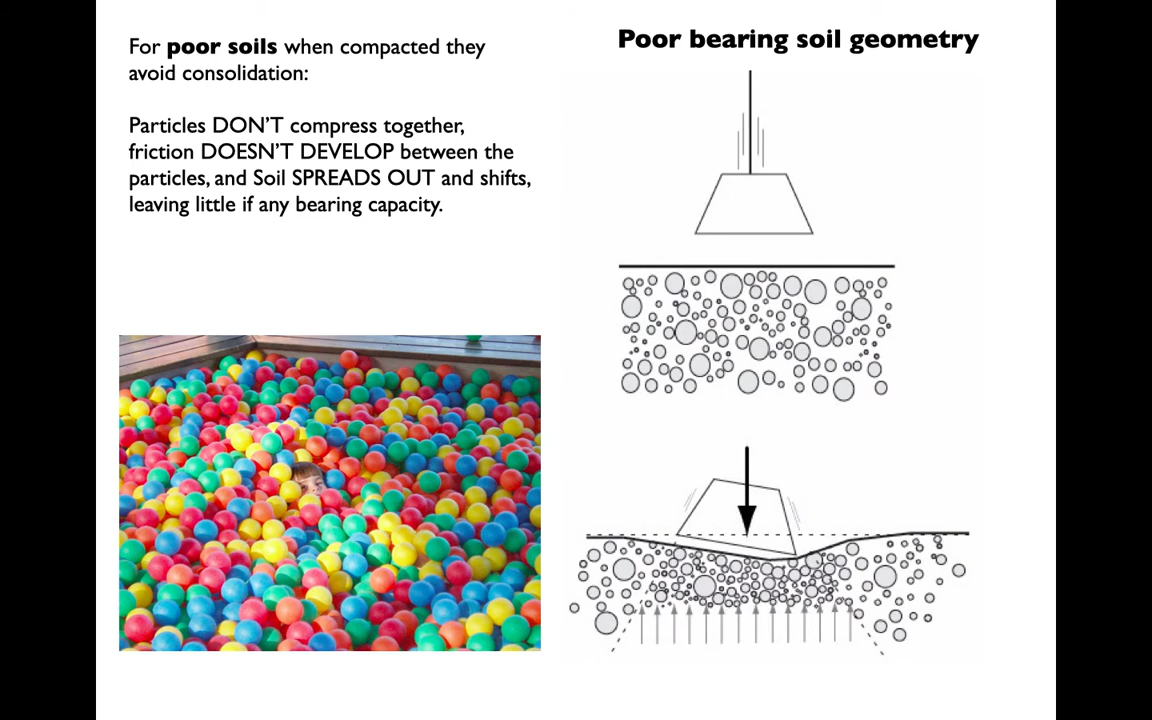 For poor soils when compacted they
avoid consolidation:
Particles DON'T compress together,
friction DOESN'T DEVELOP between the
particles, and Soil SPREADS OUT and shifts,
leaving little if any bearing capacity.
Poor bearing soil geometry